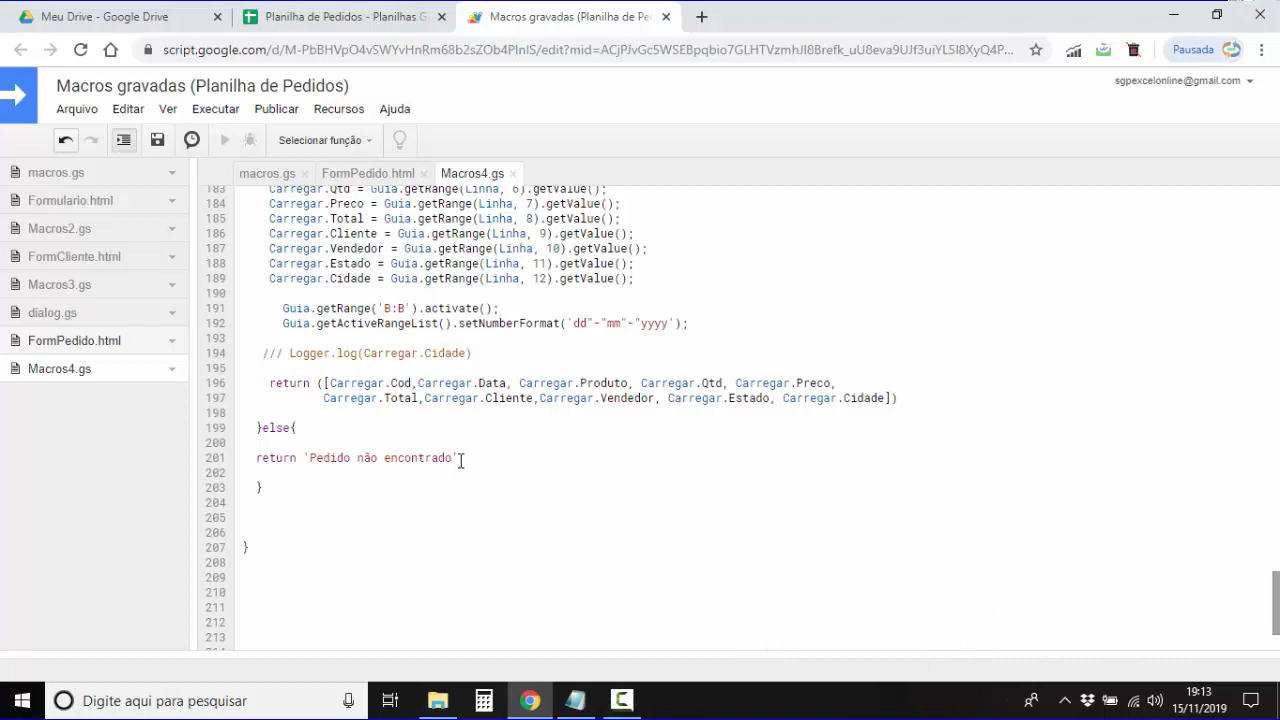 Meu Drive - Google Drive
Planilha de Pedidos - Planilhas G
Macros gravadas (Planilha de Pe
script.google.com/d/M-PbBHVpO4vSWYvHnRm68b2sZOb4PlnIS/edit?mid=ACjPJvGc5WSEBpqbio7GLHTVzmhJI8Brefk_uU8eva9UJf3uiYL5l8XyQ4P...
Pausada
Macros gravadas (Planilha de Pedidos)
sgpexcelonline@gmail.com
Arquivo Editar Ver Executar Publicar Recursos Ajuda
Selecionar função
macros.gs
Formulario.html
Macros2.gs
FormCliente.html
Macros3.gs
dialog.gs
FormPedido.html
Macros4.gs
macros.gs FormPedido.html Macros4.gs
183 Carregar.Qtd = Guia.getRange(Linha, 6).getValue();
184 Carregar.Preco = Guia.getRange(Linha, 7).getValue();
185 Carregar.Total = Guia.getRange(Linha, 8).getValue();
186 Carregar.Cliente = Guia.getRange(Linha, 9).getValue();
187 Carregar.Vendedor = Guia.getRange(Linha, 10).getValue();
188 Carregar.Estado = Guia.getRange(Linha, 11).getValue();
189 Carregar.Cidade = Guia.getRange(Linha, 12).getValue();
190
191 Guia.getRange('B:B').activate();
192 Guia.getActiveRangeList().setNumberFormat('dd"-"mm"-"yyyy');
193
194 /// Logger.log(Carregar.Cidade)
195
196 return ([Carregar.Cod,Carregar.Data, Carregar.Produto, Carregar.Qtd, Carregar.Preco,
197 Carregar.Total,Carregar.Cliente,Carregar.Vendedor, Carregar.Estado, Carregar.Cidade])
198
199 }else{
200
201 return 'Pedido não encontrado'
202
203 }
204
205
206
207 }
208
209
210
211
212
213
Digite aqui para pesquisar
19:13
15/11/2019